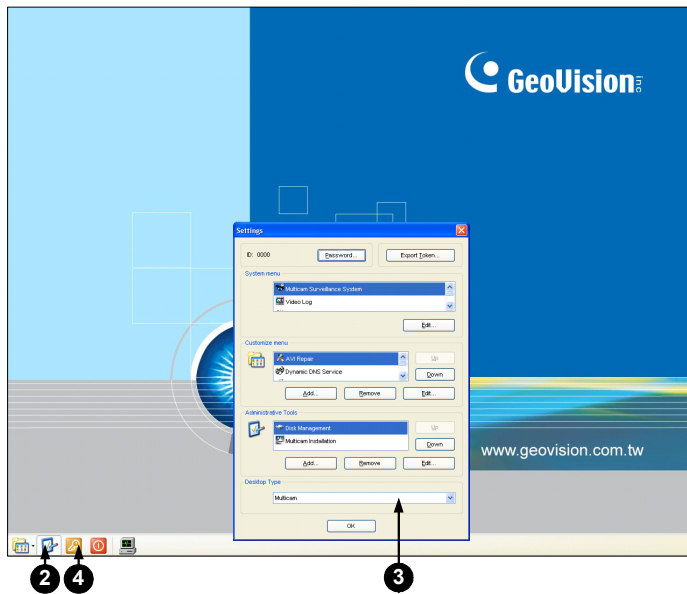 GeoVision inc
Settings
ID: 0000
Password...
Export Token...
System menu
Multicam Surveillance System
Video Log
Edit...
Customize menu
AVI Repair
Up
Dynamic DNS Service
Down
Add...
Remove
Edit...
Administrative Tools
Disk Management
Up
Multicam Installation
Down
Add...
Remove
Edit...
www.geovision.com.tw
Desktop Type
Multicam
OK
2
4
3